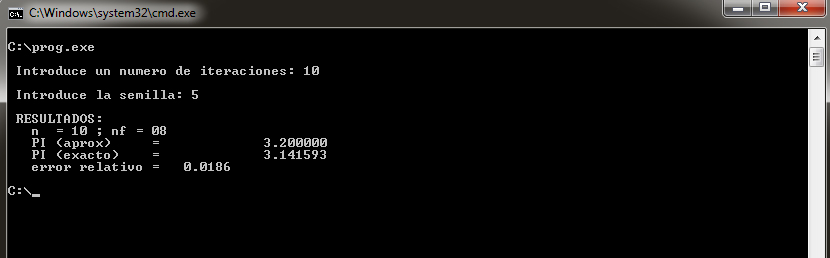 C:\Windows\system32\cmd.exe
C:\prog.exe
Introduce un numero de iteraciones: 10
Introduce la semilla: 5
RESULTADOS:
n = 10 ; nf = 08
PI (aprox) = 3.200000
PI (exacto) = 3.141593
error relativo = 0.0186
C:\_